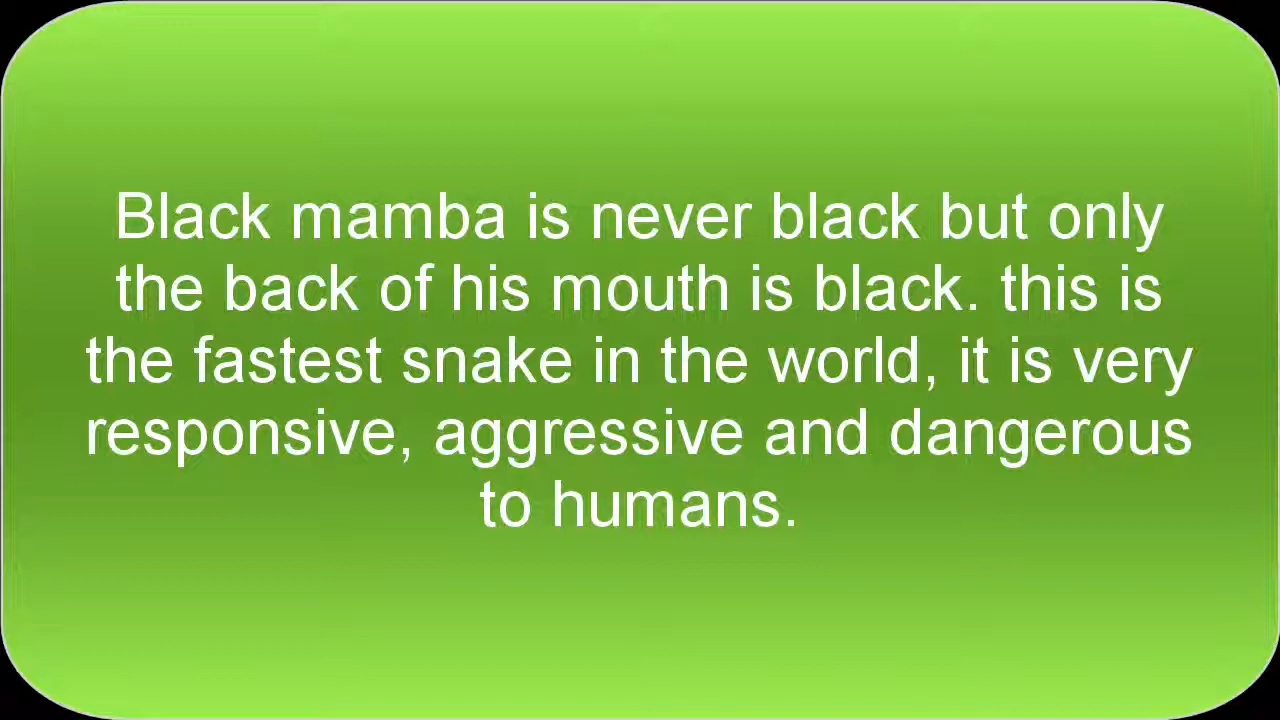 Black mamba is never black but only
the back of his mouth is black. this is
the fastest snake in the world, it is very
responsive, aggressive and dangerous
to humans.